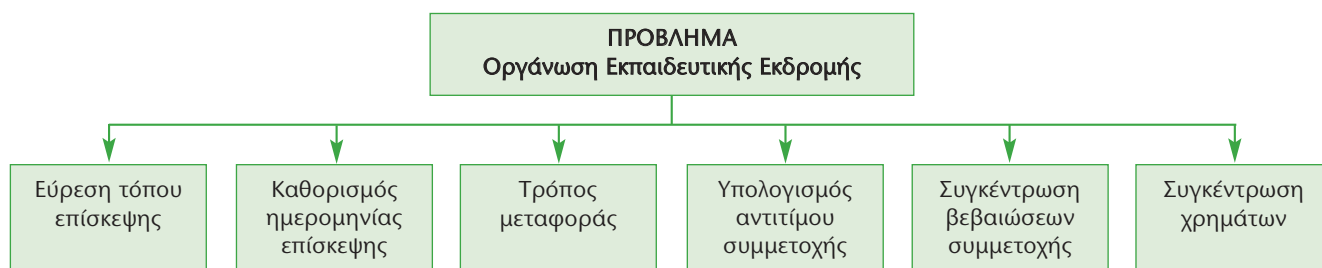 ΠΡΟΒΛΗΜΑ
Οργάνωση Εκπαιδευτικής Εκδρομής
Εύρεση τόπου
επίσκεψης
Καθορισμός
ημερομηνίας
επίσκεψης
Τρόπος
μεταφοράς
Υπολογισμός
αντιτίμου
συμμετοχής
Συγκέντρωση
βεβαιώσεων
συμμετοχής
Συγκέντρωση
χρημάτων